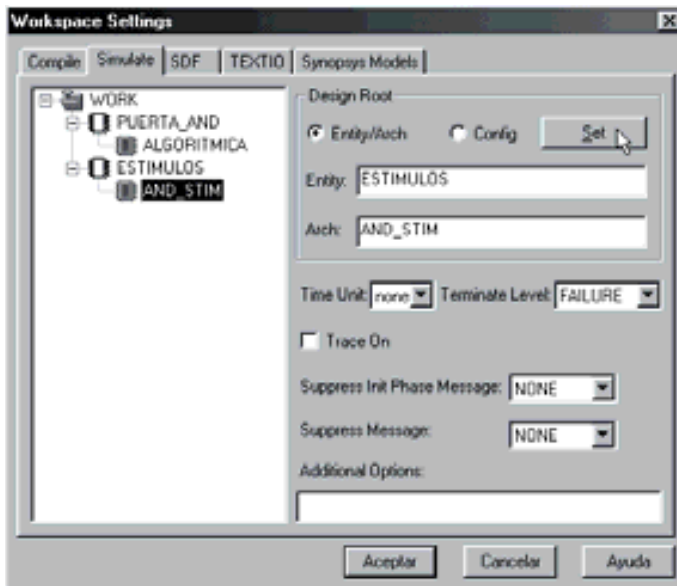 Workspace Settings
Compile Simulate SDF TEXTIO Synopsys Models
WORK
PUERTA_AND
ALGORITMICA
ESTIMULOS
AND_STIM
Design Root
Entity/Arch Config Set
Entity: ESTIMULOS
Arch: AND_STIM
Time Unit: none Terminate Level: FAILURE
Trace On
Suppress Init Phase Message: NONE
Suppress Message: NONE
Additional Options:
Aceptar Cancelar Ayuda